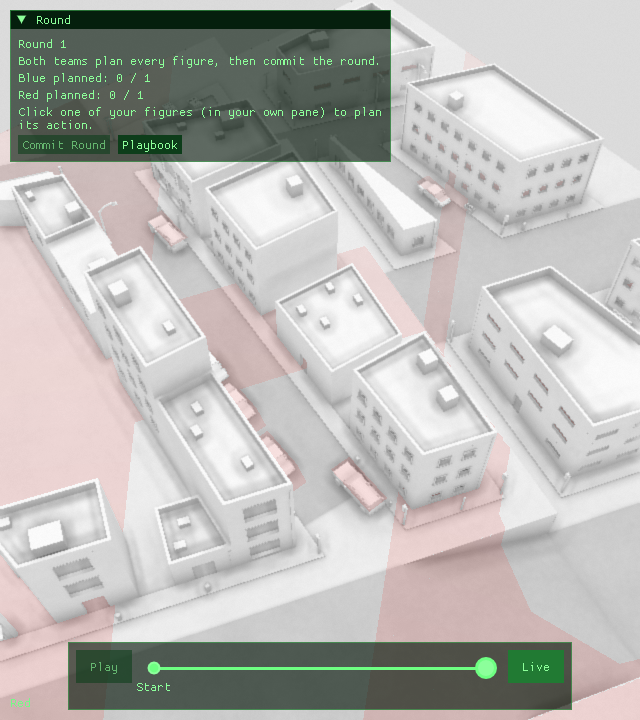 Round
Round 1
Both teams plan every figure, then commit the round.
Blue planned: 0 / 1
Red planned: 0 / 1
Click one of your figures (in your own pane) to plan
its action.
Commit Round Playbook
Play
Live
Start
Red